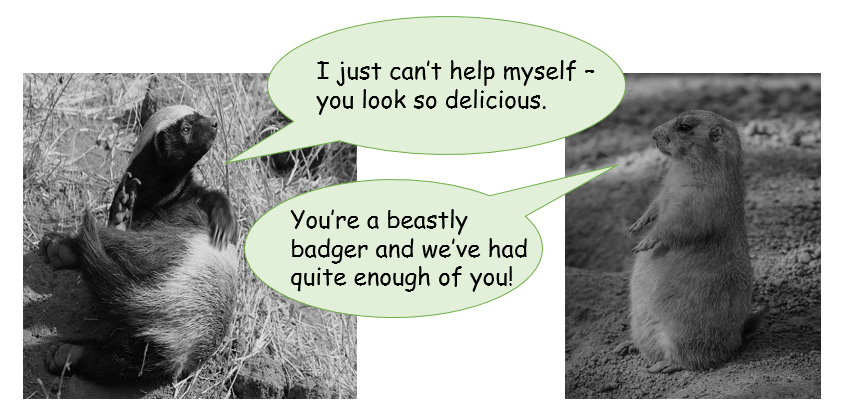 I just can't help myself –
you look so delicious.
You're a beastly
badger and we've had
quite enough of you!